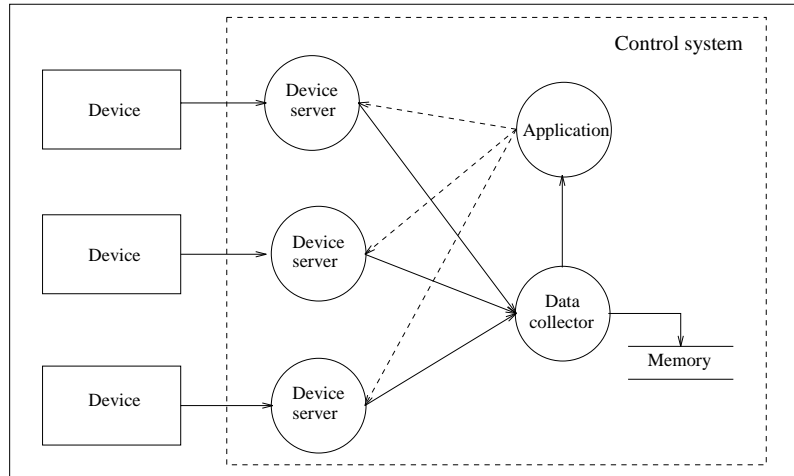 Control system
Device
Device
server
Application
Device
Device
server
Data
collector
Memory
Device
Device
server